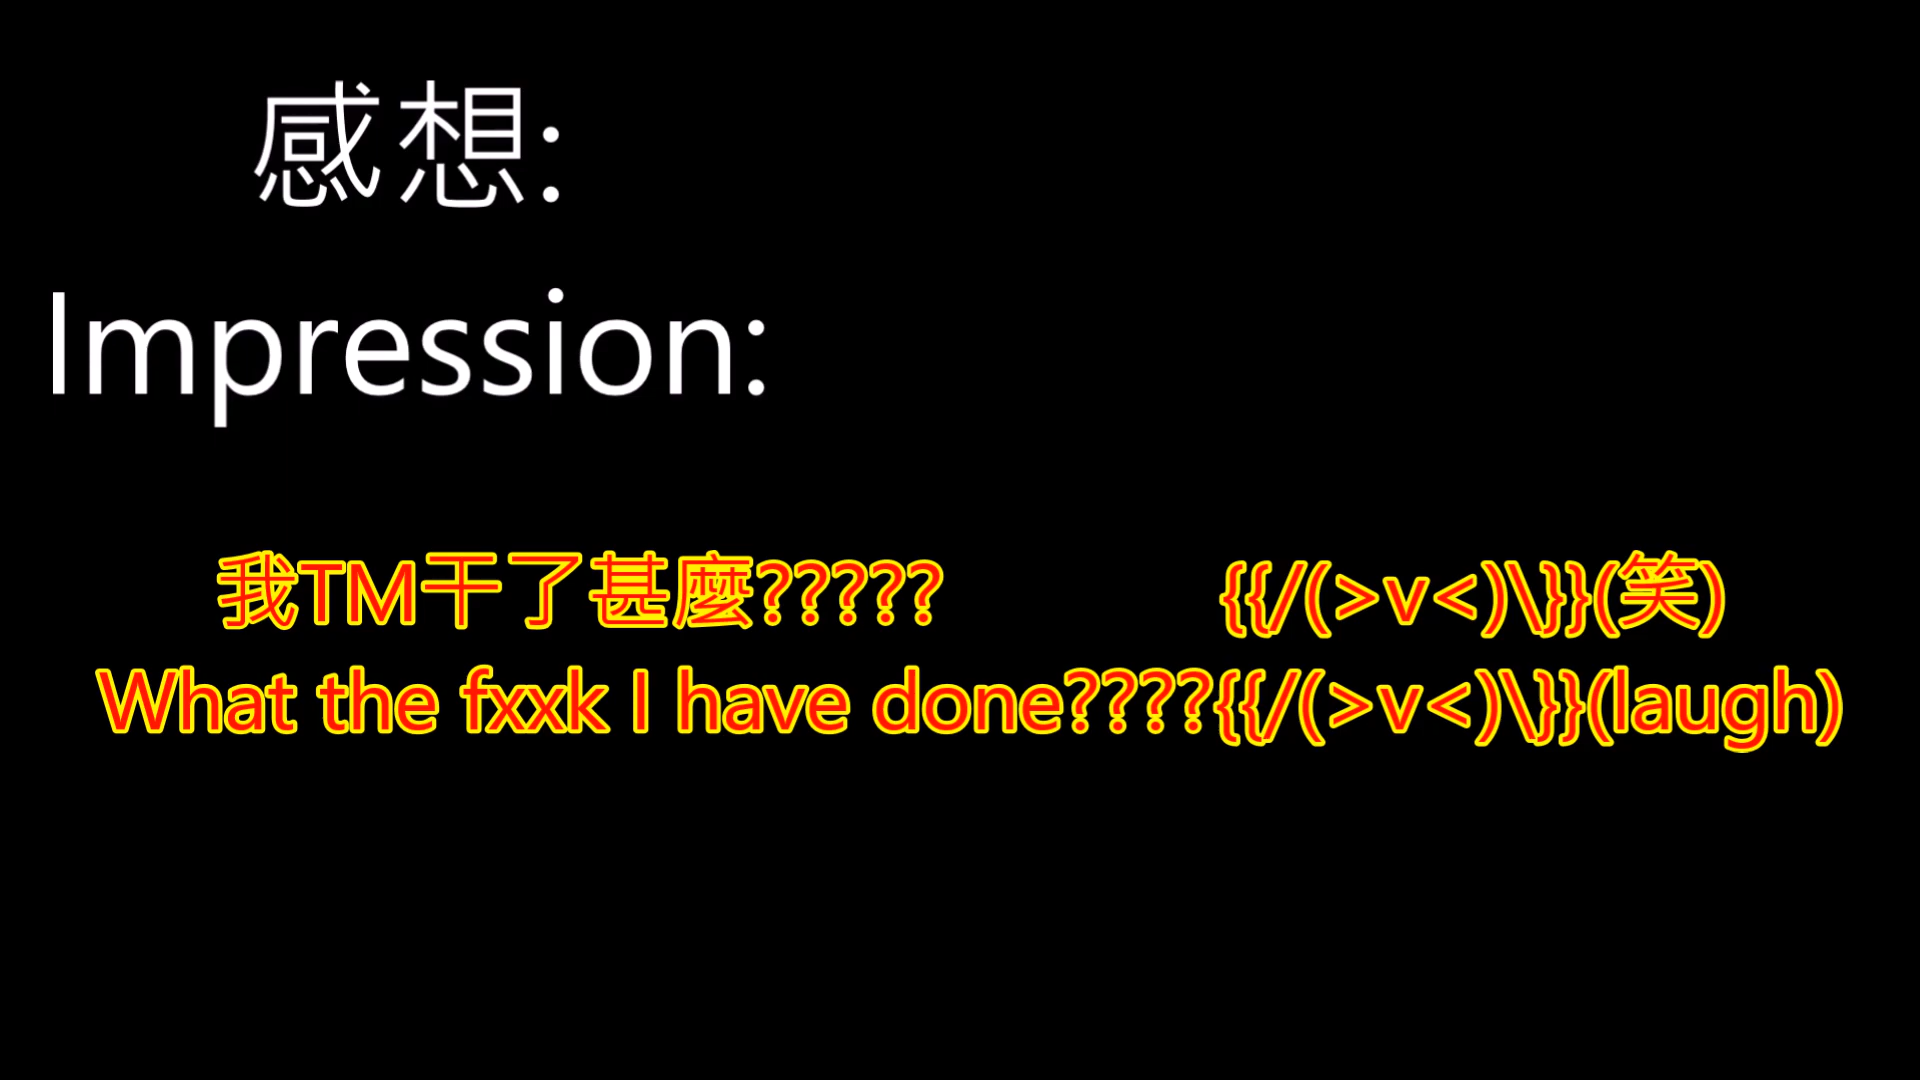 感想:
Impression:
我TM干了甚麼????? {{/(>v<)\}}(笑)
What the fxxk I have done????{{/(>v<)\}}(laugh)